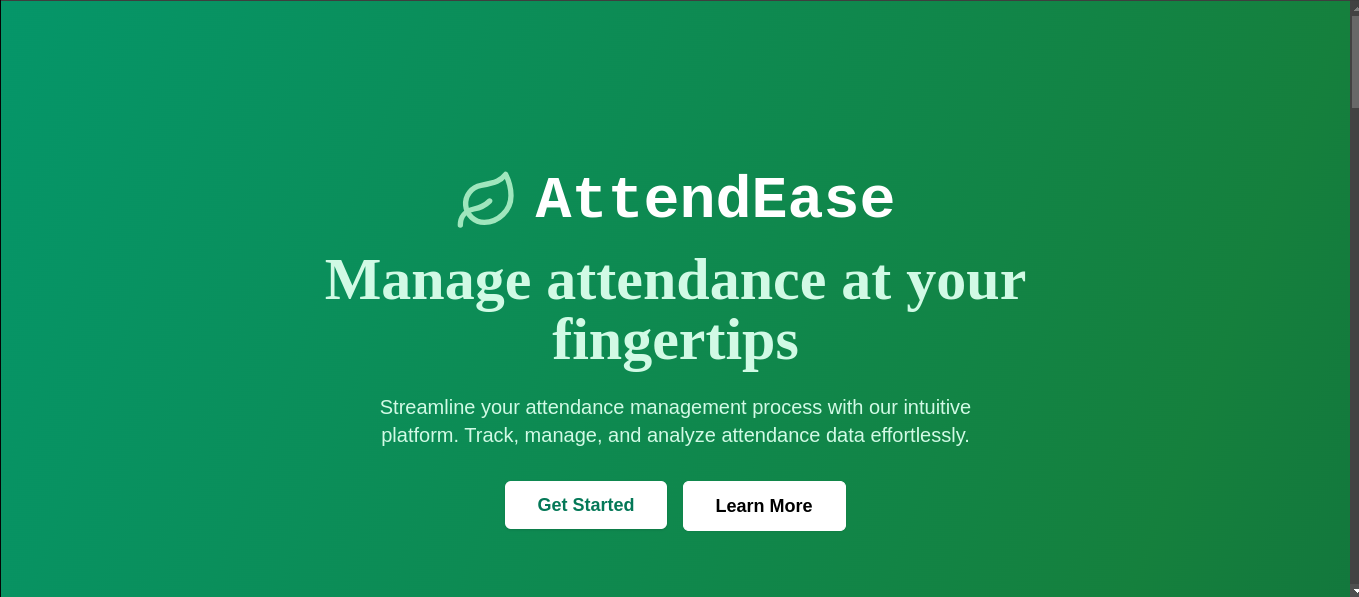 AttendEase
Manage attendance at your
fingertips
Streamline your attendance management process with our intuitive
platform. Track, manage, and analyze attendance data effortlessly.
Get Started
Learn More